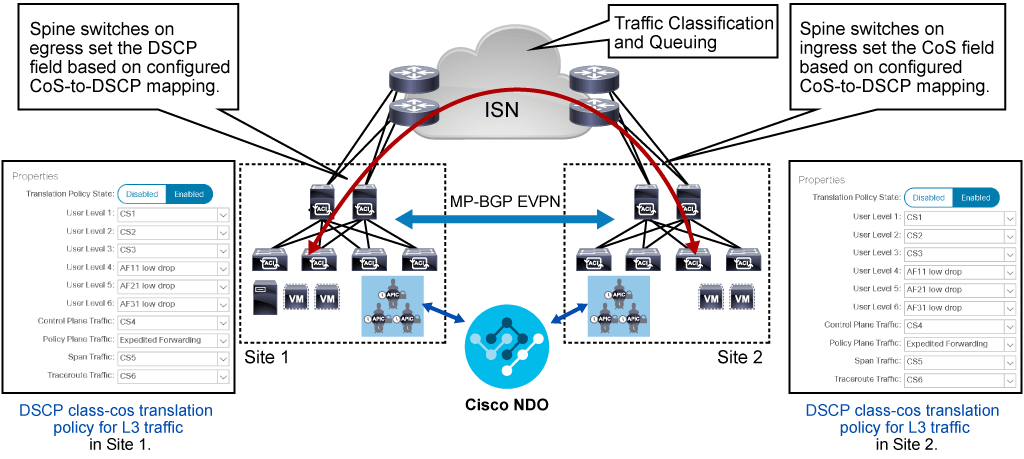 Spine switches on
egress set the DSCP
field based on configured
CoS-to-DSCP mapping.
Traffic Classification
and Queuing
Spine switches on
ingress set the CoS field
based on configured
CoS-to-DSCP mapping.
ISN
Properties
Translation Policy State: Disabled Enabled
User Level 1: CS1
User Level 2: CS2
User Level 3: CS3
User Level 4: AF11 low drop
User Level 5: AF21 low drop
User Level 6: AF31 low drop
Control Plane Traffic: CS4
Policy Plane Traffic: Expedited Forwarding
Span Traffic: CS5
Traceroute Traffic: CS6
DSCP class-cos translation
policy for L3 traffic
in Site 1.
ACI ACI
ACI ACI ACI ACI
VM VM
APIC
APIC APIC
Site 1
MP-BGP EVPN
Cisco NDO
ACI ACI
ACI ACI ACI ACI
APIC
APIC APIC
VM VM
Site 2
Properties
Translation Policy State: Disabled Enabled
User Level 1: CS1
User Level 2: CS2
User Level 3: CS3
User Level 4: AF11 low drop
User Level 5: AF21 low drop
User Level 6: AF31 low drop
Control Plane Traffic: CS4
Policy Plane Traffic: Expedited Forwarding
Span Traffic: CS5
Traceroute Traffic: CS6
DSCP class-cos translation
policy for L3 traffic
in Site 2.